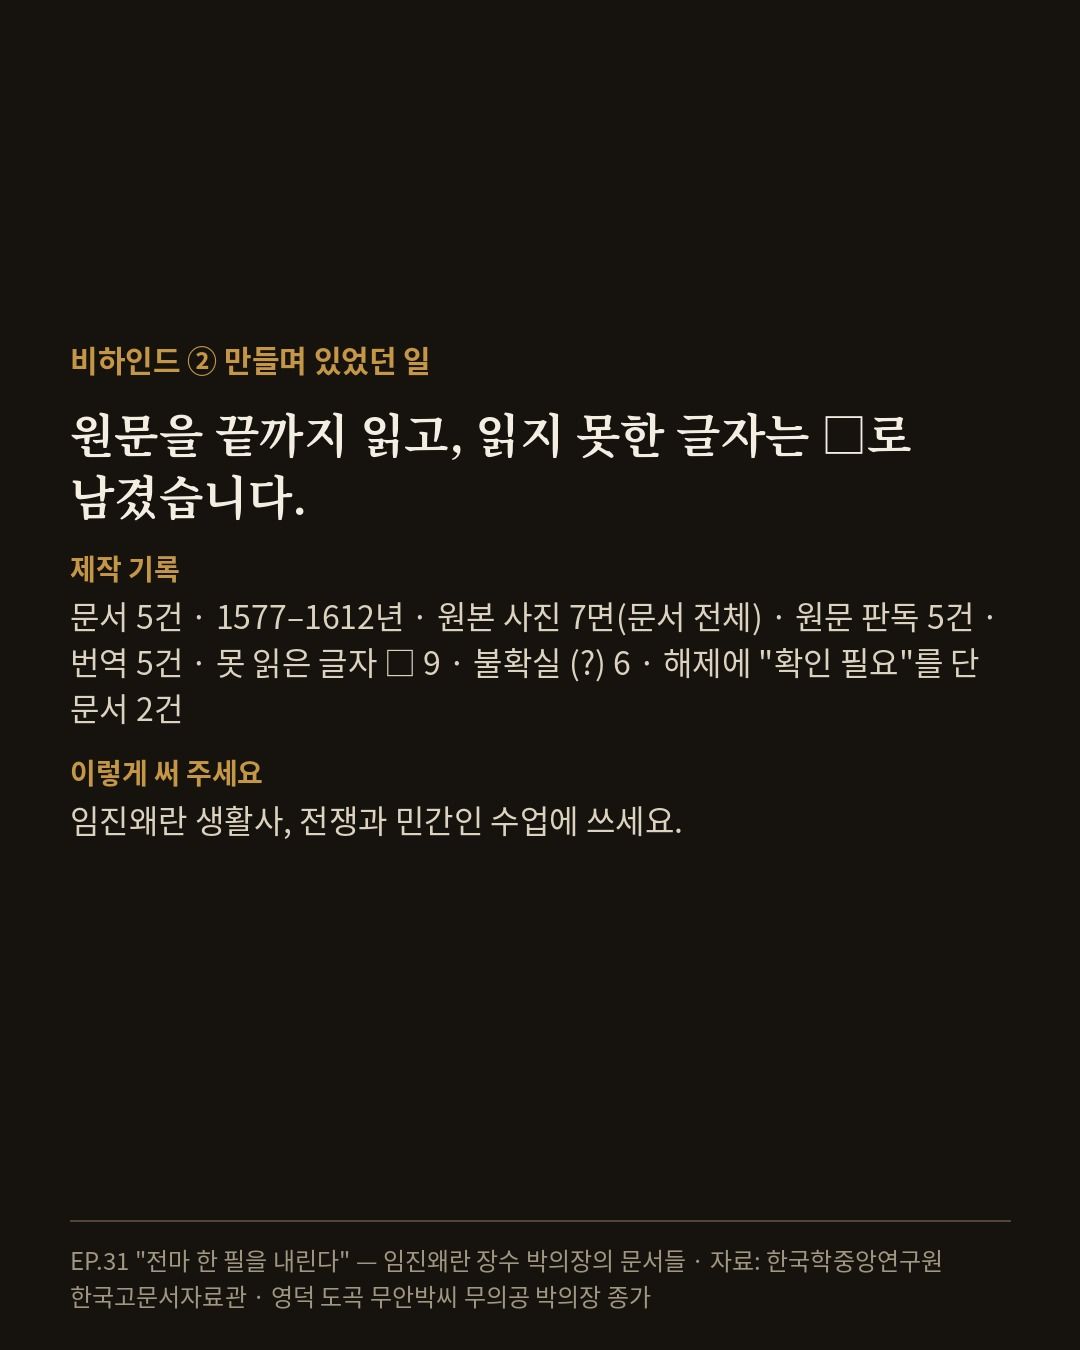 비하인드 ② 만들며 있었던 일
원문을 끝까지 읽고, 읽지 못한 글자는 □로
남겼습니다.
제작 기록
문서 5건 · 1577–1612년 · 원본 사진 7면(문서 전체) · 원문 판독 5건 ·
번역 5건 · 못 읽은 글자 □ 9 · 불확실 (?) 6 · 해제에 "확인 필요"를 단
문서 2건
이렇게 써 주세요
임진왜란 생활사, 전쟁과 민간인 수업에 쓰세요.
EP.31 "전마 한 필을 내린다" — 임진왜란 장수 박의장의 문서들 · 자료: 한국학중앙연구원
한국고문서자료관 · 영덕 도곡 무안박씨 무의공 박의장 종가